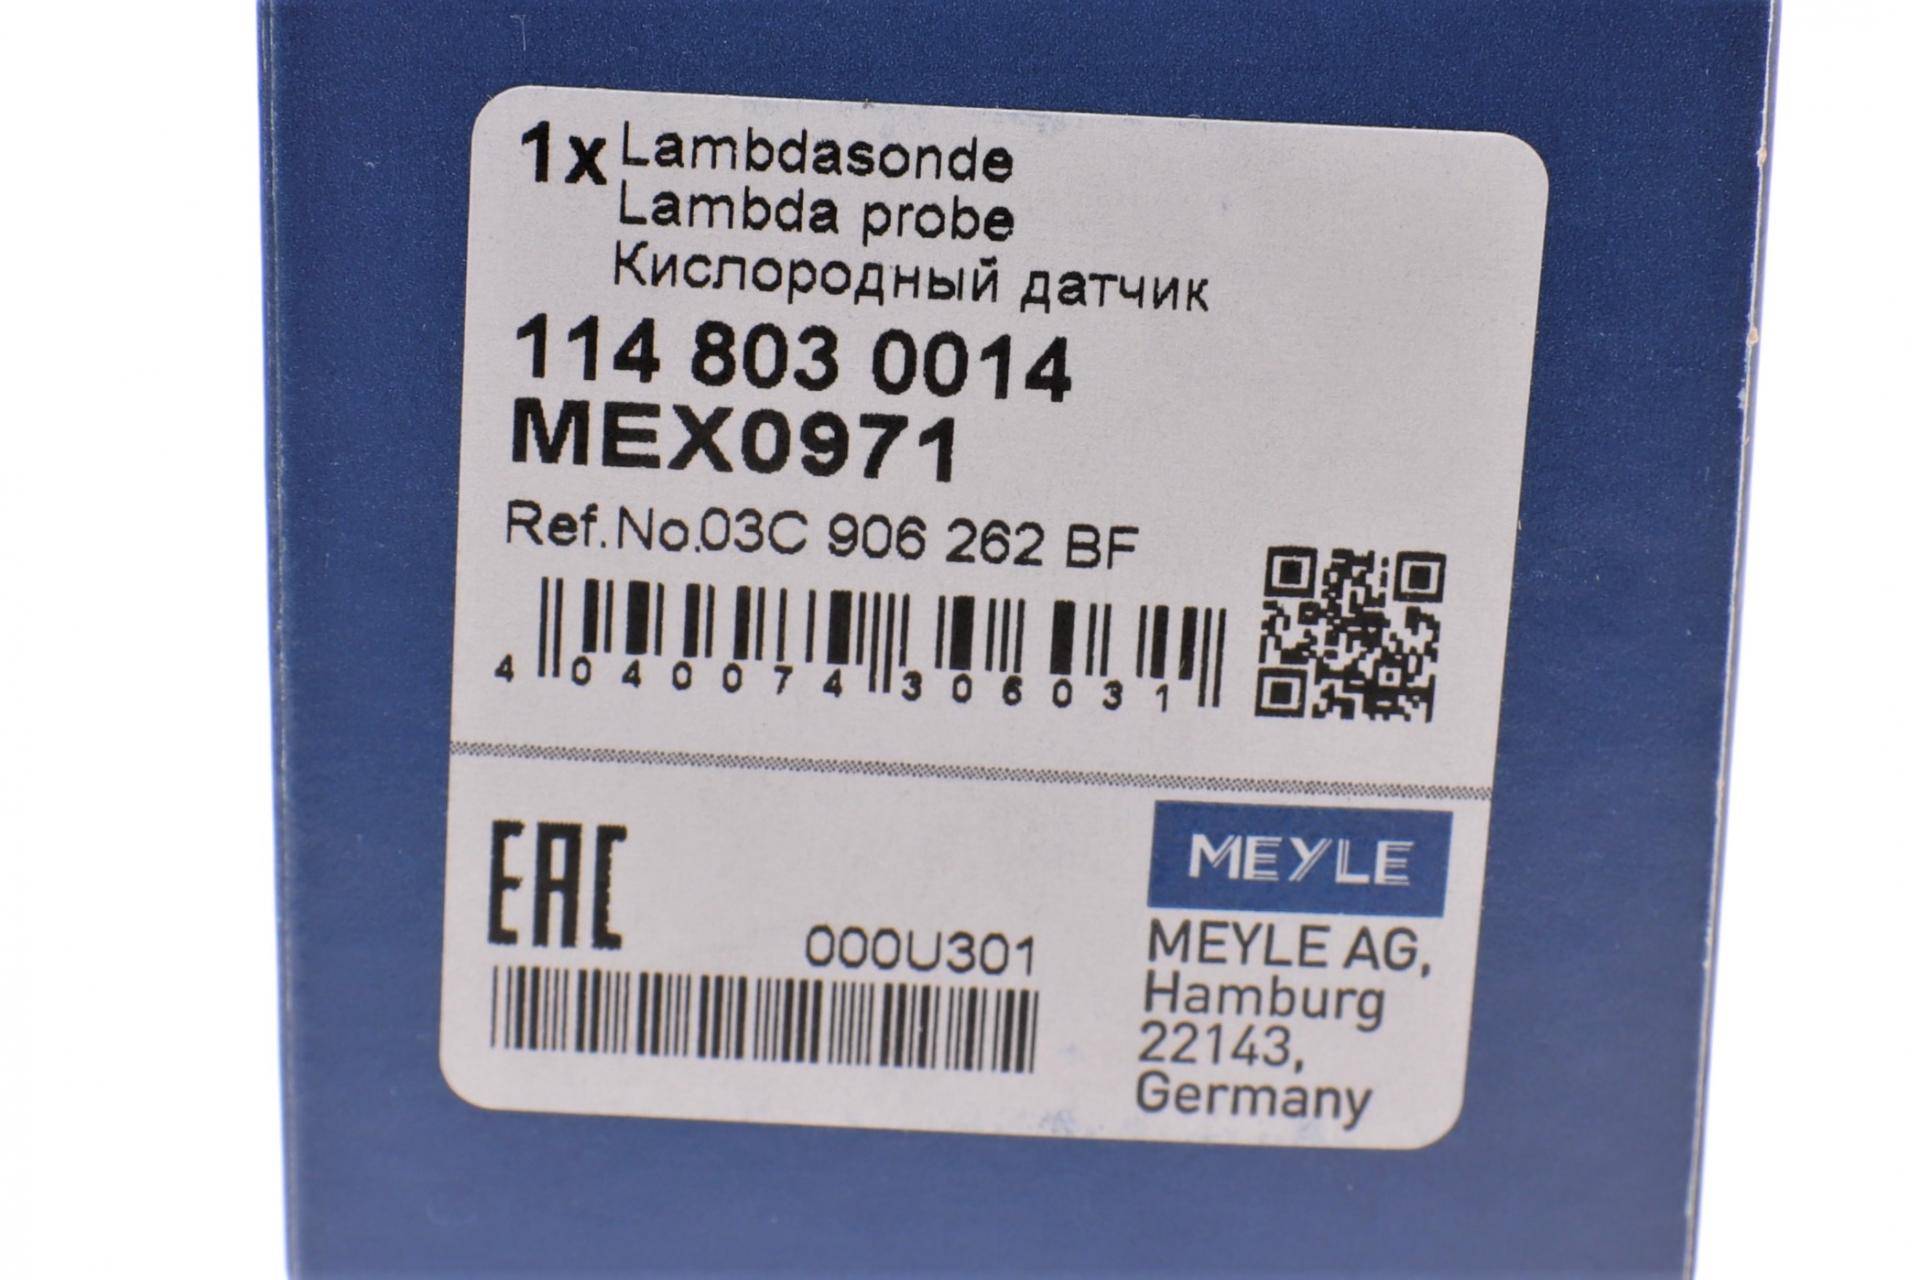 1x Lambdasonde
Lambda probe
Кислородный датчик
114 803 0014
MEX0971
Ref.No.03C 906 262 BF
4 040074 306031
EAC
000U301
MEYLE
MEYLE AG,
Hamburg
22143,
Germany